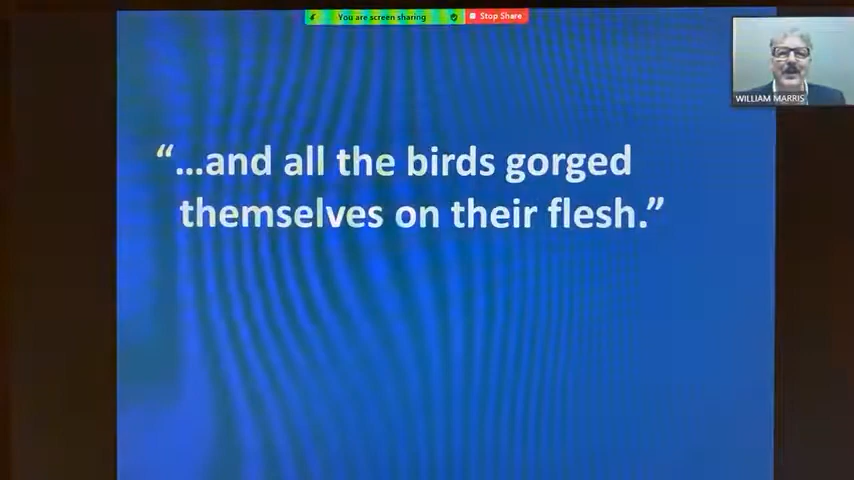 You are screen sharing
Stop Share
WILLIAM MARRIS
“...and all the birds gorged
themselves on their flesh.”